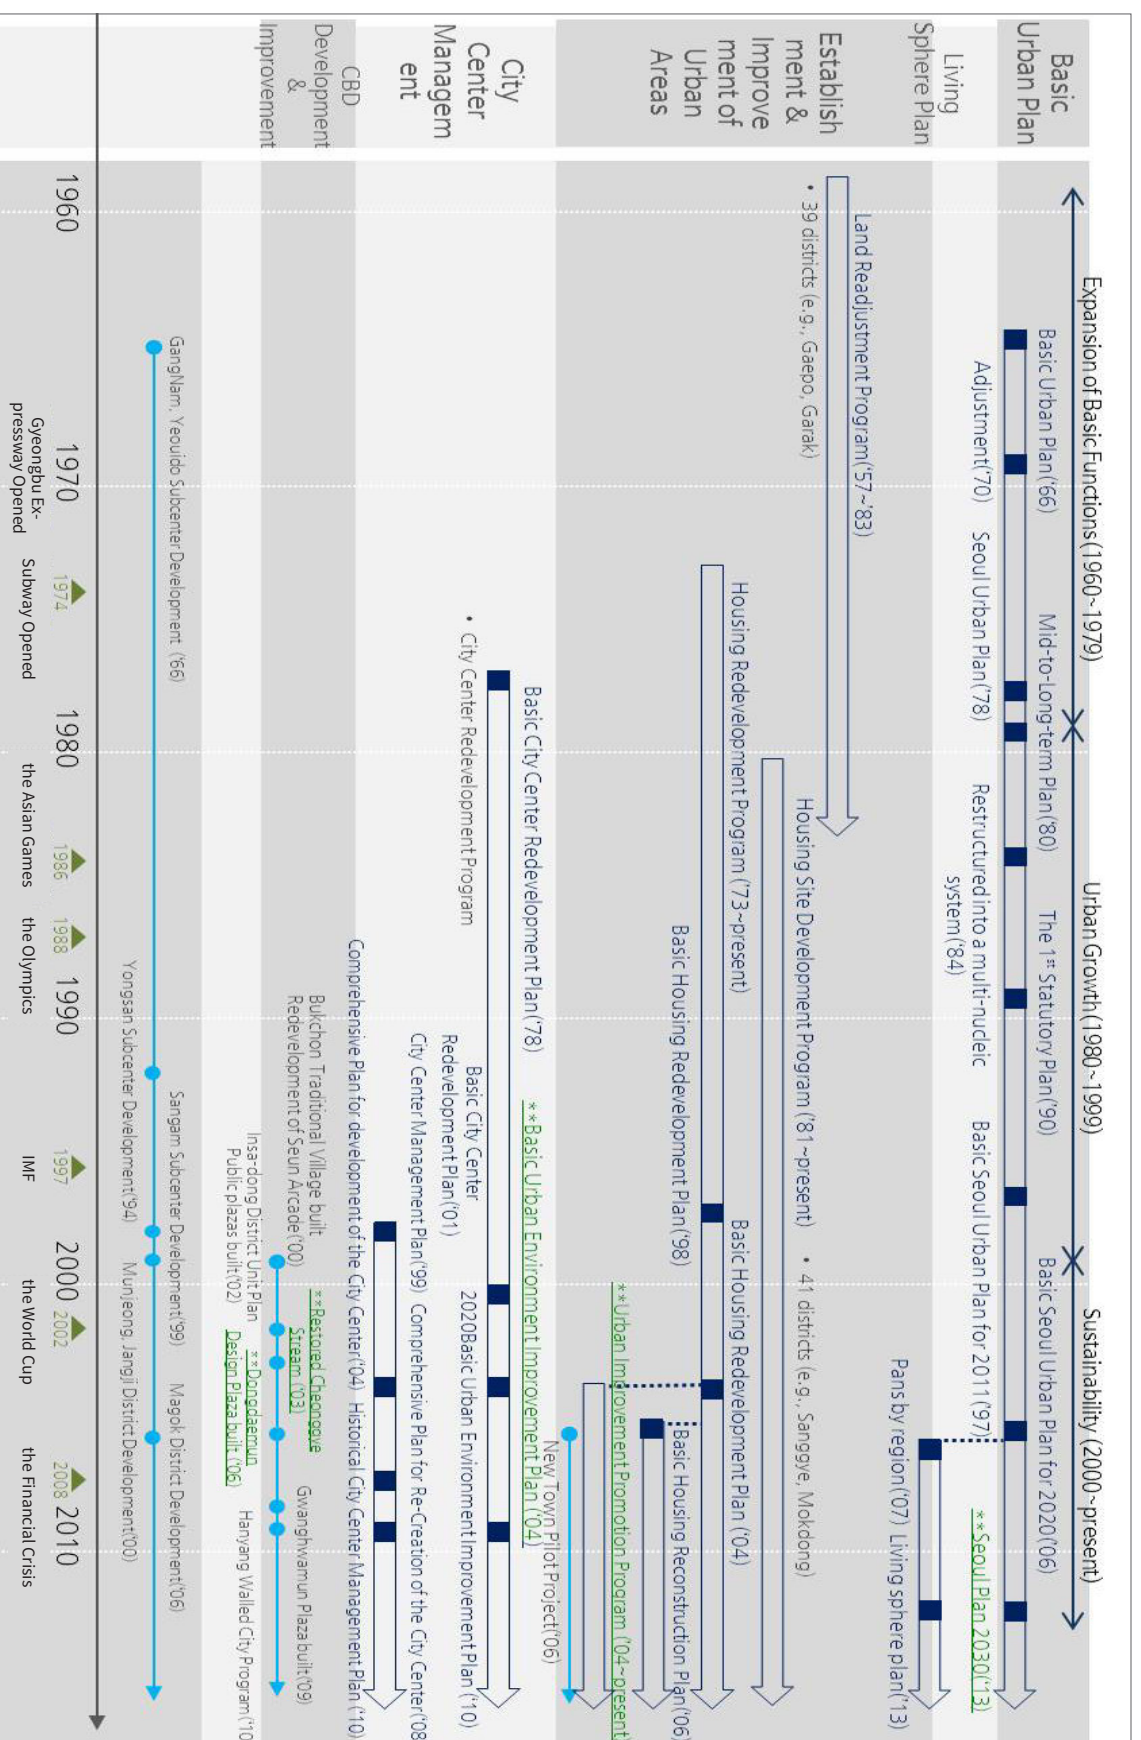 Expansion of Basic Functions (1960~1979)
Urban Growth (1980~1999)
Sustainability (2000~present)
Basic
Urban Plan
Basic Urban Plan('66)
Mid-to-Long-term Plan('80)
The 1st Statutory Plan('90)
Basic Seoul Urban Plan for 2020('06)
Adjustment('70)
Seoul Urban Plan('78)
Restructured into a multi-nucleic
system('84)
Basic Seoul Urban Plan for 2011('97)
**Seoul Plan 2030('13)
Living
Sphere Plan
Pans by region('07)
Living sphere plan('13)
Establish
ment &
Improve
ment of
Urban
Areas
Land Readjustment Program('57~'83)
• 39 districts (e.g., Gaepo, Garak)
Housing Site Development Program ('81~present)
• 41 districts (e.g., Sanggye, Mokdong)
Housing Redevelopment Program ('73~present)
Basic Housing Redevelopment Plan ('04)
Basic Housing Redevelopment Plan('98)
Basic Housing Reconstruction Plan('06)
**Urban Improvement Promotion Program ('04~present)
New Town Pilot Project('06)
City
Center
Managem
ent
Basic City Center Redevelopment Plan('78)
**Basic Urban Environment Improvement Plan ('04)
• City Center Redevelopment Program
Basic City Center
Redevelopment Plan('01)
2020Basic Urban Environment Improvement Plan ('10)
City Center Management Plan('99)
Comprehensive Plan for Re-Creation of the City Center('08
Comprehensive Plan for development of the City Center('04)
Historical City Center Management Plan ('10)
CBD
Development
&
Improvement
Bukchon Traditional Village built
Redevelopment of Seun Arcade('00)
**Restored Cheonggye
Stream ('03)
Gwanghwamun Plaza built('09)
Insa-dong District Unit Plan
Public plazas built('02)
**Dongdaemun
Design Plaza built ('06)
Hanyang Walled City Program('10
GangNam, Yeouido Subcenter Development ('66)
Sangam Subcenter Development('99)
Magok District Development('06)
Yongsan Subcenter Development('94)
Munjeong, Jangji District Development('00)
1960
1970
1974
1980
1986
1988
1990
1997
2000
2002
2008
2010
Gyeongbu Ex-
pressway Opened
Subway Opened
the Asian Games
the Olympics
IMF
the World Cup
the Financial Crisis